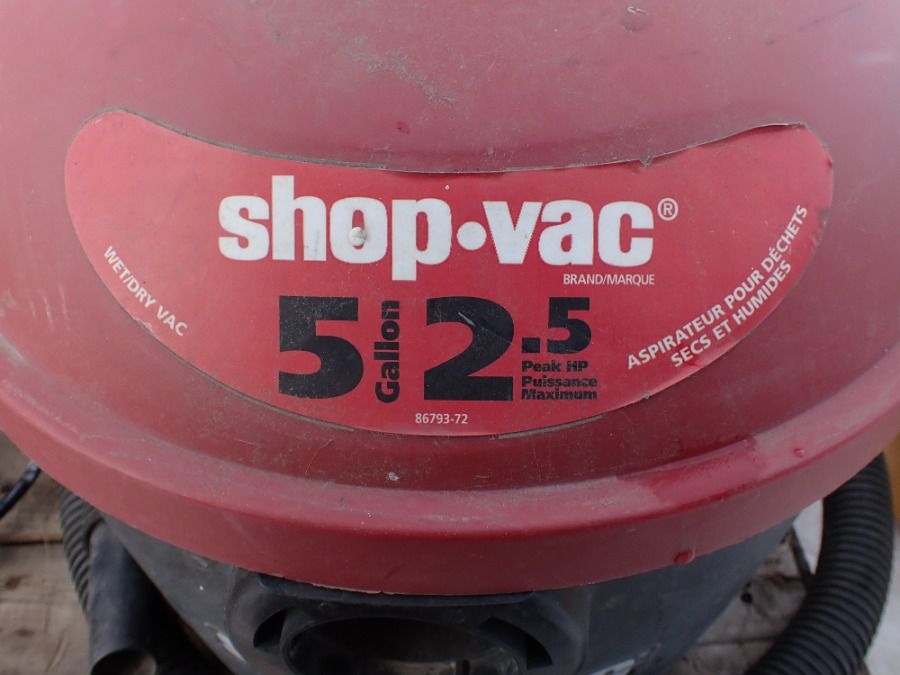 shop·vac®
BRAND/MARQUE
WET/DRY VAC
5 Gallon 2.5
Peak HP
Puissance
Maximum
ASPIRATEUR POUR DÉCHETS
SECS ET HUMIDES
86793-72